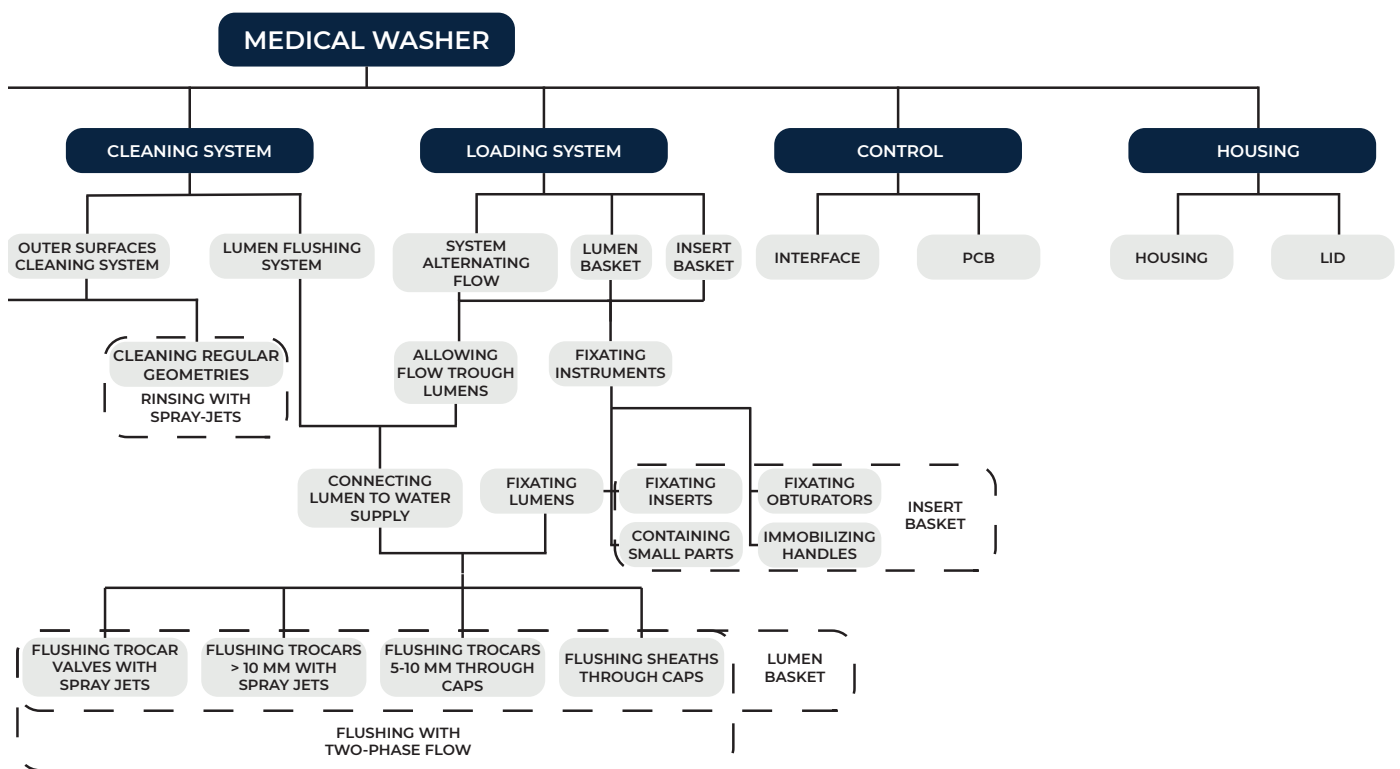 MEDICAL WASHER
CLEANING SYSTEM
LOADING SYSTEM
CONTROL
HOUSING
OUTER SURFACES
CLEANING SYSTEM
LUMEN FLUSHING
SYSTEM
SYSTEM
ALTERNATING
FLOW
LUMEN
BASKET
INSERT
BASKET
INTERFACE
PCB
HOUSING
LID
CLEANING REGULAR
GEOMETRIES
RINSING WITH
SPRAY-JETS
ALLOWING
FLOW TROUGH
LUMENS
FIXATING
INSTRUMENTS
CONNECTING
LUMEN TO WATER
SUPPLY
FIXATING
LUMENS
FIXATING
INSERTS
FIXATING
OBTURATORS
CONTAINING
SMALL PARTS
IMMOBILIZING
HANDLES
INSERT
BASKET
FLUSHING TROCAR
VALVES WITH
SPRAY JETS
FLUSHING TROCARS
> 10 MM WITH
SPRAY JETS
FLUSHING TROCARS
5-10 MM THROUGH
CAPS
FLUSHING SHEATHS
THROUGH CAPS
LUMEN
BASKET
FLUSHING WITH
TWO-PHASE FLOW